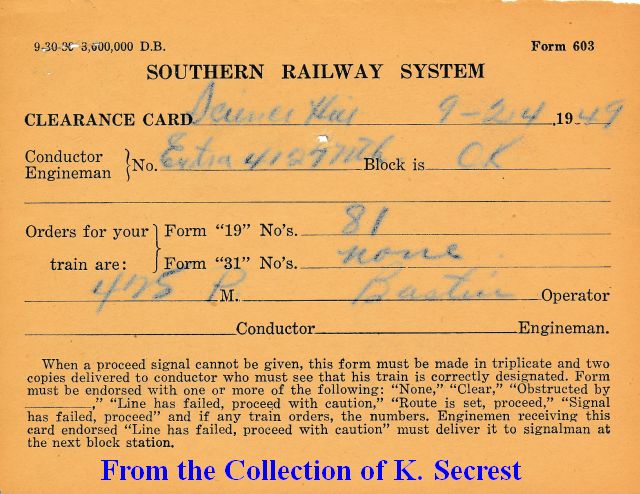 9-30-36 3,600,000 D.B. Form 603
SOUTHERN RAILWAY SYSTEM
CLEARANCE CARD Science Hill 9-24 1949
Conductor
Engineman } No. Extra 4127 Nth Block is OK
Orders for your
train are: } Form "19" No's. 81
Form "31" No's. none
475 P M. Bastin Operator
Conductor Engineman.
When a proceed signal cannot be given, this form must be made in triplicate and two
copies delivered to conductor who must see that his train is correctly designated. Form
must be endorsed with one or more of the following: "None," "Clear," "Obstructed by
," "Line has failed, proceed with caution," "Route is set, proceed," "Signal
has failed, proceed" and if any train orders, the numbers. Enginemen receiving this
card endorsed "Line has failed, proceed with caution" must deliver it to signalman at
the next block station.
From the Collection of K. Secrest